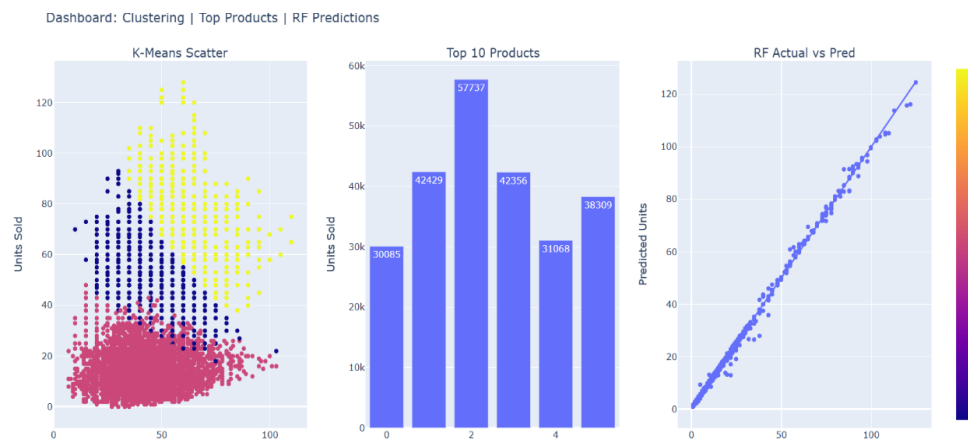 Dashboard: Clustering | Top Products | RF Predictions
K-Means Scatter
Units Sold
120
100
80
60
40
20
0
0
50
100
Top 10 Products
Units Sold
60k
50k
40k
30k
20k
10k
0
30085
42429
57737
42356
31068
38309
0
2
4
RF Actual vs Pred
Predicted Units
120
100
80
60
40
20
0
0
50
100